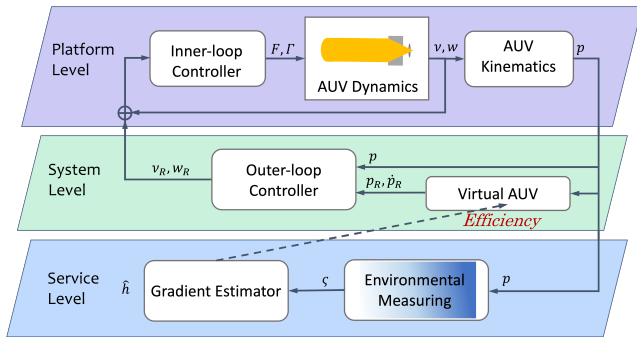 Platform
Level
Inner-loop
Controller
F, Γ
AUV Dynamics
v, w
AUV
Kinematics
p
System
Level
v_R, w_R
Outer-loop
Controller
p
p_R, ṗ_R
Virtual AUV
Efficiency
Service
Level
ĥ
Gradient Estimator
ς
Environmental
Measuring
p